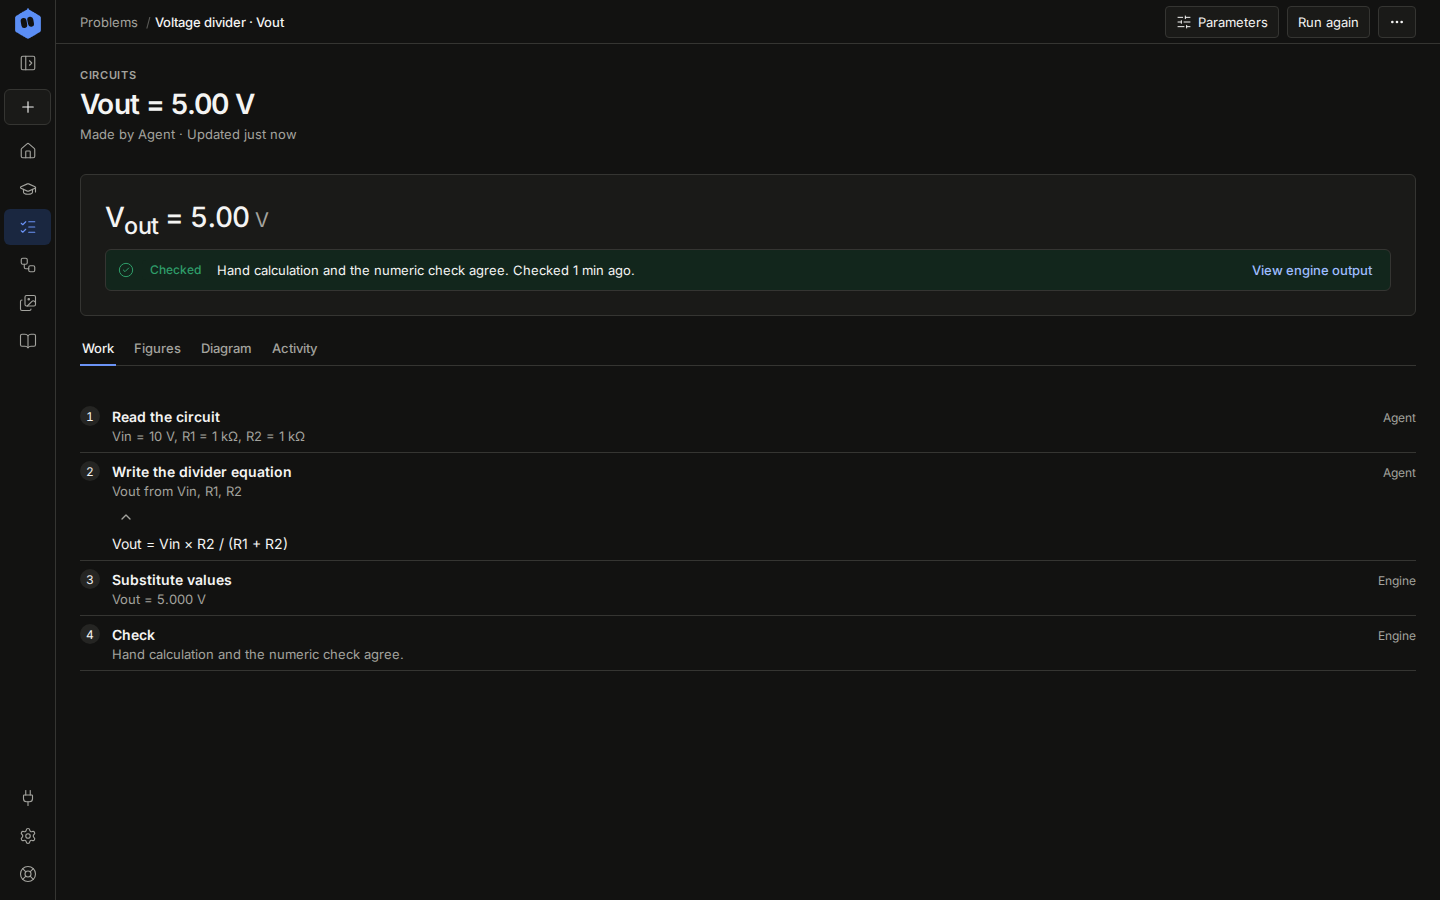 Problems / Voltage divider · Vout
Parameters
Run again
CIRCUITS
Vout = 5.00 V
Made by Agent · Updated just now
Vout = 5.00 V
Checked Hand calculation and the numeric check agree. Checked 1 min ago. View engine output
Work Figures Diagram Activity
1 Read the circuit Agent
Vin = 10 V, R1 = 1 kΩ, R2 = 1 kΩ
2 Write the divider equation Agent
Vout from Vin, R1, R2
Vout = Vin × R2 / (R1 + R2)
3 Substitute values Engine
Vout = 5.000 V
4 Check Engine
Hand calculation and the numeric check agree.